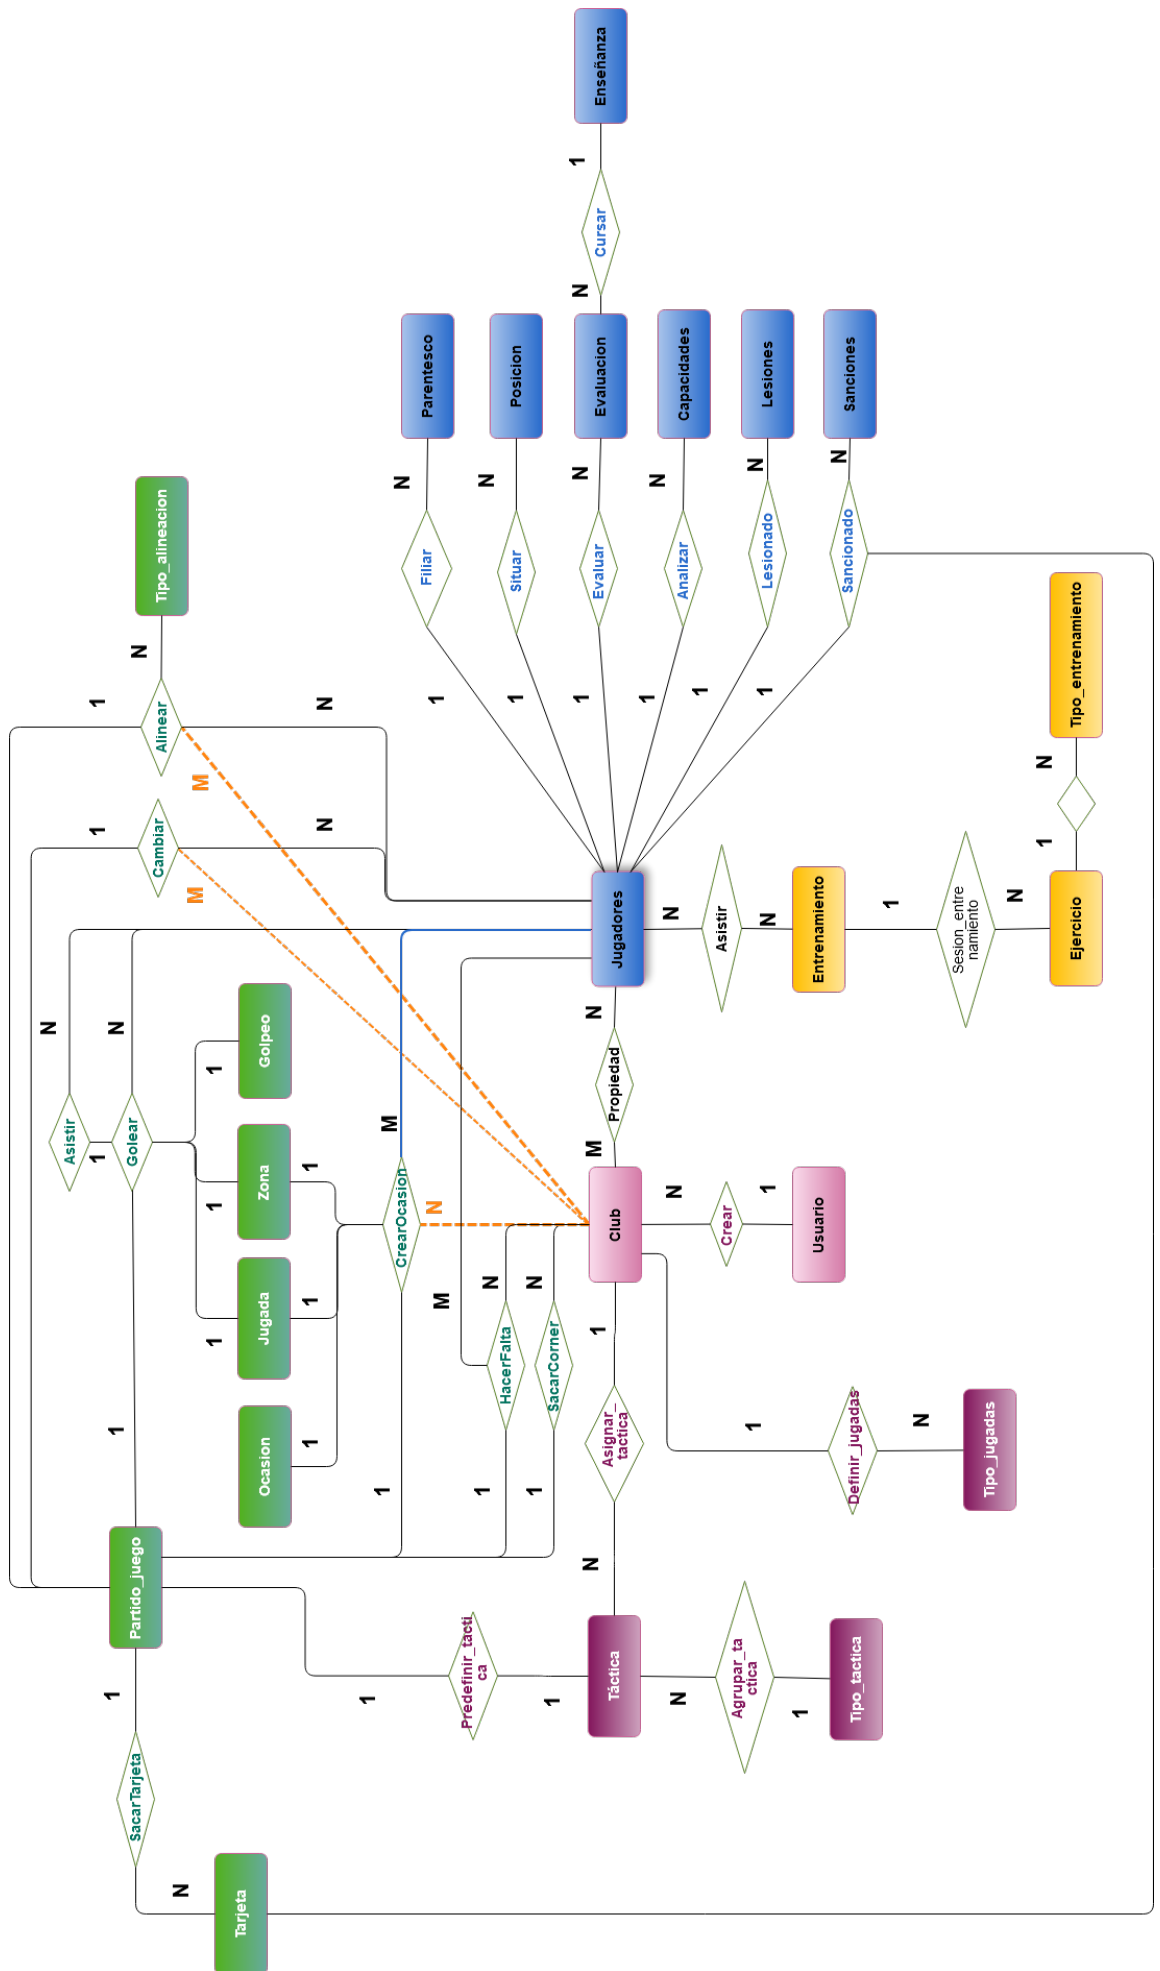 N
Asistir
1
1
1
1
1
N
N
SacarTarjeta
Partido_juego
Golear
Cambiar
Alinear
Tipo_alineacion
N
M
M
1
1
1
Tarjeta
Ocasion
Jugada
Zona
Golpeo
1
1
1
N
N
1
1
M
N
CrearOcasion
M
N
1
Filiar
Parentesco
1
N
N
Predefinir_tacti
ca
HacerFalta
1
Situar
Posicion
1
N
1
SacarCorner
1
N
N
1
N
1
M
N
Asignar_
tactica
Táctica
Club
Propiedad
Jugadores
Evaluar
Evaluacion
Cursar
Enseñanza
1
N
N
N
N
Analizar
Capacidades
1
Crear
Asistir
Agrupar_ta
ctica
1
1
N
1
N
Lesionado
Lesiones
1
Usuario
Entrenamiento
N
Definir_jugadas
Tipo_tactica
Sancionado
Sanciones
1
N
Sesion_entre
namiento
Tipo_jugadas
N
1
N
Ejercicio
Tipo_entrenamiento